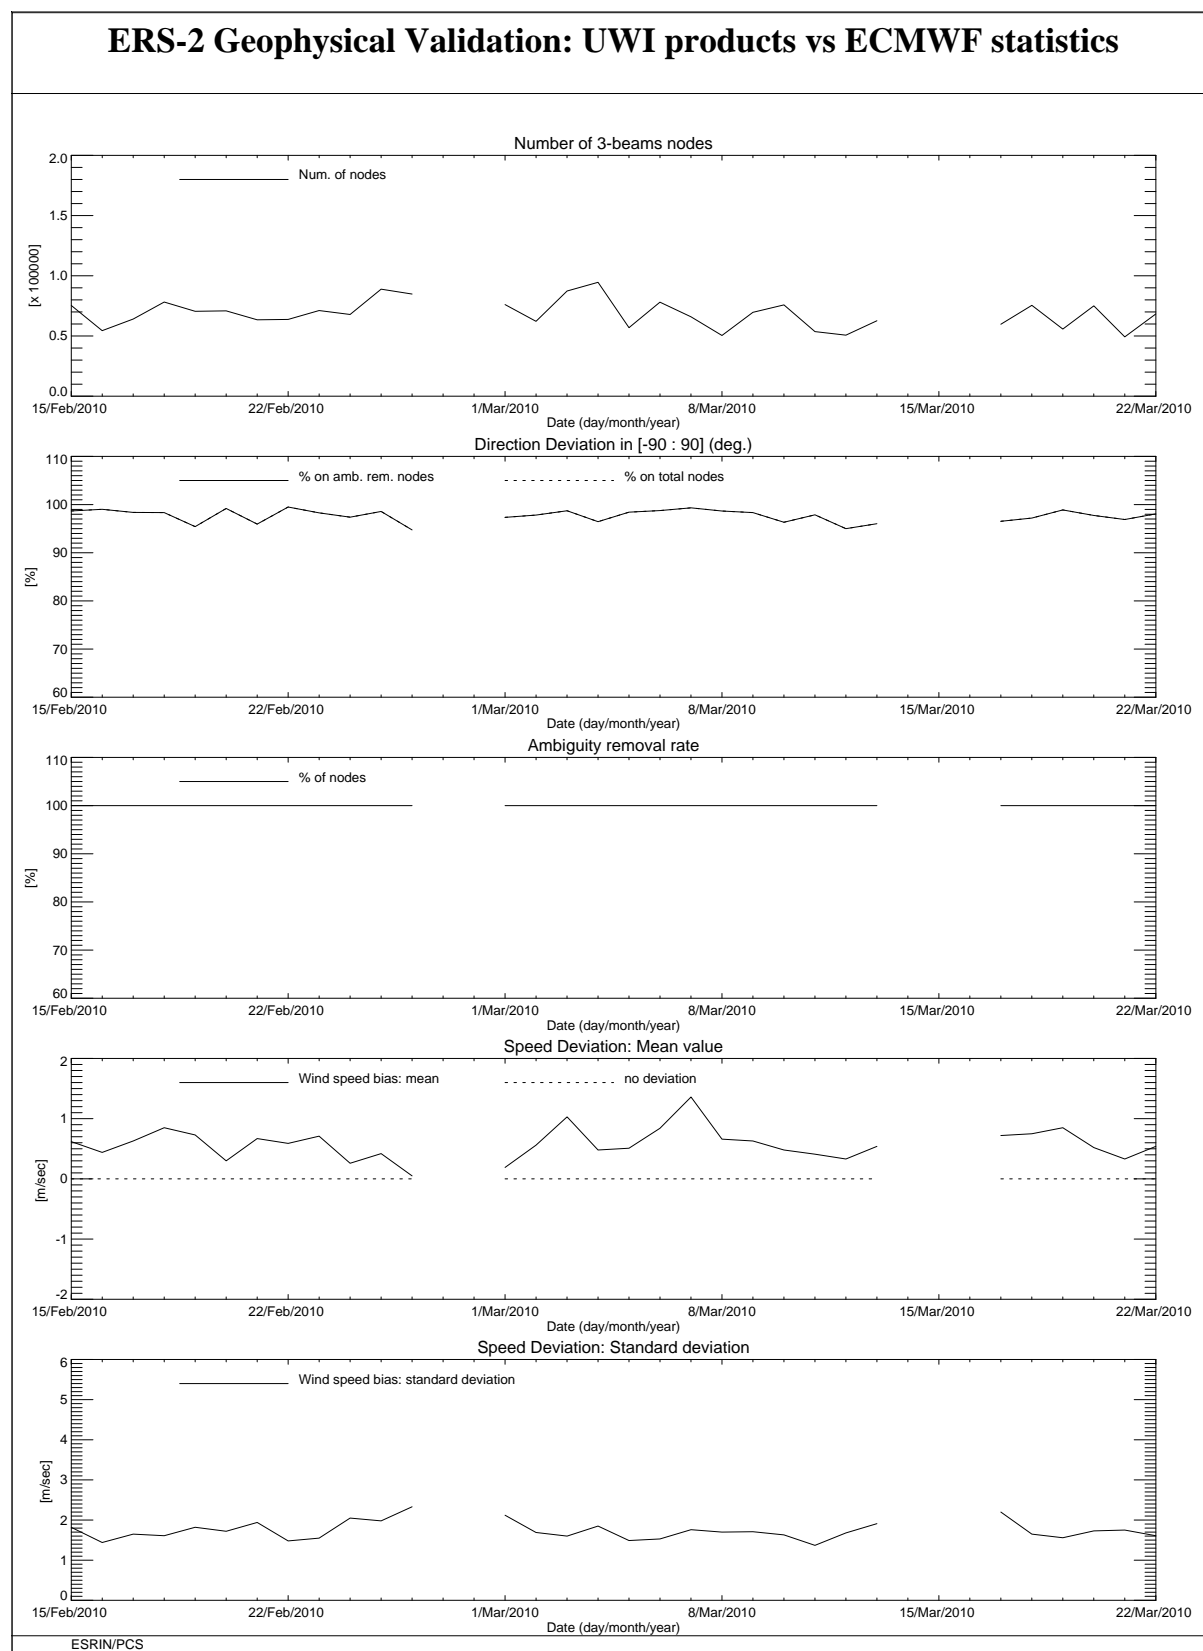 ERS-2 Geophysical Validation: UWI products vs ECMWF statistics
Number of 3-beams nodes
2.0
1.5
1.0
0.5
0.0
[x 100000]
Num. of nodes
15/Feb/2010 22/Feb/2010 1/Mar/2010 8/Mar/2010 15/Mar/2010 22/Mar/2010
Date (day/month/year)
Direction Deviation in [-90 : 90] (deg.)
110
100
90
80
70
60
[%]
% on amb. rem. nodes % on total nodes
15/Feb/2010 22/Feb/2010 1/Mar/2010 8/Mar/2010 15/Mar/2010 22/Mar/2010
Date (day/month/year)
Ambiguity removal rate
110
100
90
80
70
60
[%]
% of nodes
15/Feb/2010 22/Feb/2010 1/Mar/2010 8/Mar/2010 15/Mar/2010 22/Mar/2010
Date (day/month/year)
Speed Deviation: Mean value
2
1
0
-1
-2
[m/sec]
Wind speed bias: mean no deviation
15/Feb/2010 22/Feb/2010 1/Mar/2010 8/Mar/2010 15/Mar/2010 22/Mar/2010
Date (day/month/year)
Speed Deviation: Standard deviation
6
5
4
3
2
1
0
[m/sec]
Wind speed bias: standard deviation
15/Feb/2010 22/Feb/2010 1/Mar/2010 8/Mar/2010 15/Mar/2010 22/Mar/2010
Date (day/month/year)
ESRIN/PCS